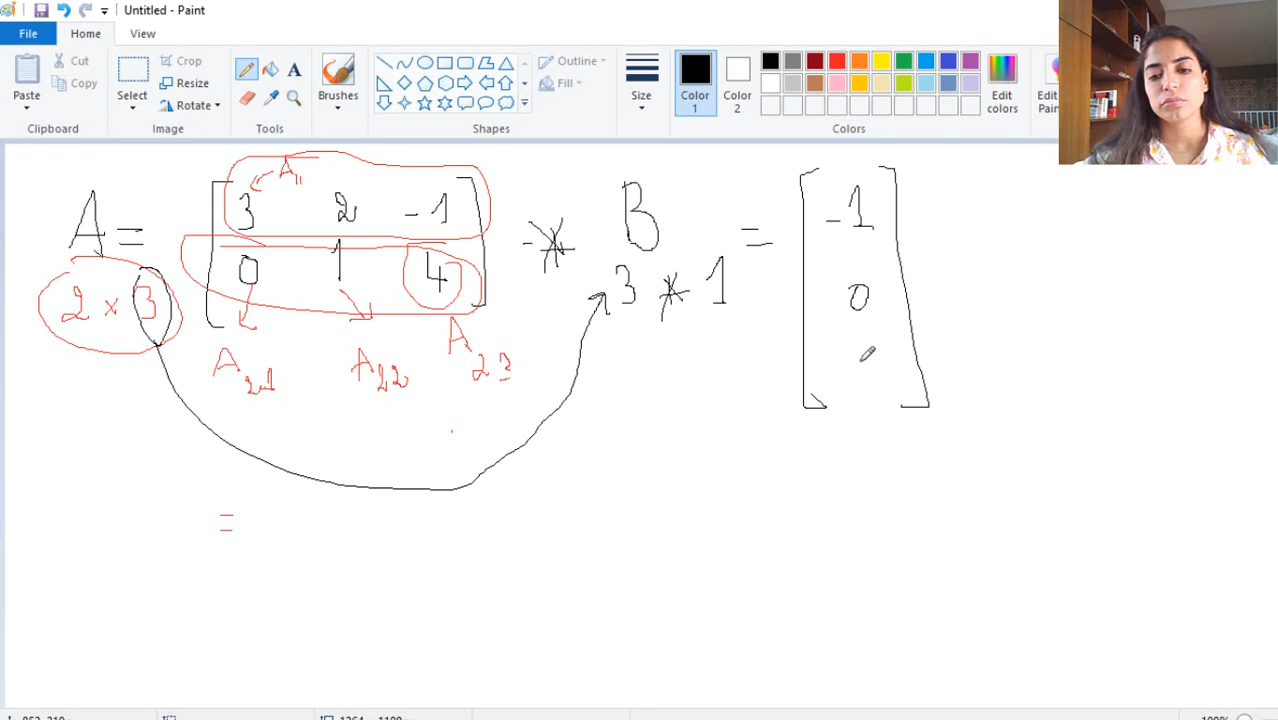 Untitled - Paint
File Home View
Paste
Cut
Copy
Clipboard
Select
Crop
Resize
Rotate
Image
A
Tools
Brushes
Outline
Fill
Shapes
Size
Color 1
Color 2
Colors
Edit colors
A11
A = 3 2 -1 * B = -1
0 1 4
2 × 3
3 * 1
0
A21 A22 A23
=